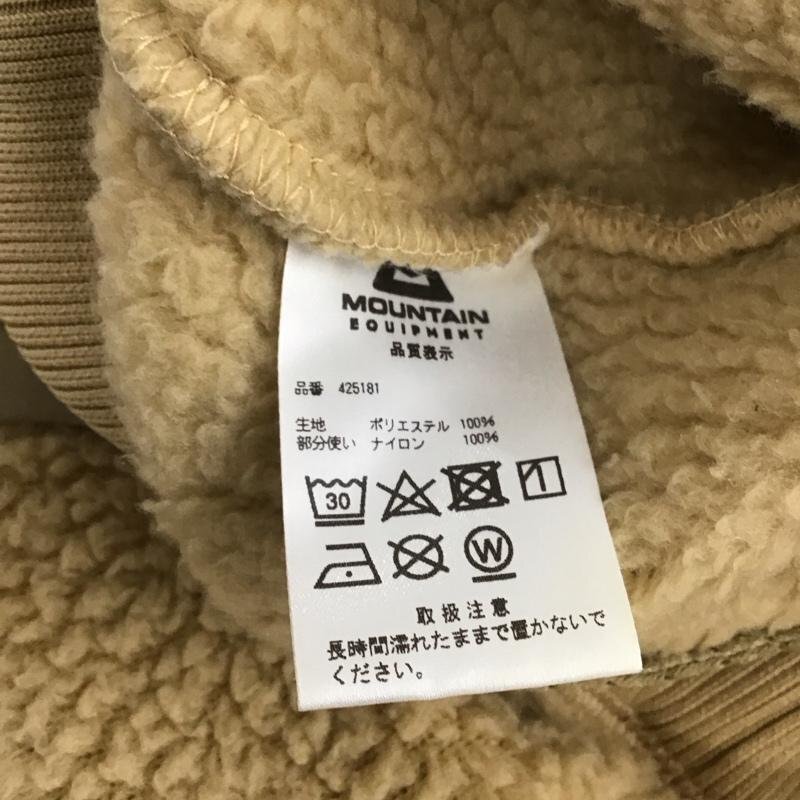 MOUNTAIN
EQUIPMENT
品質表示
品番 425181
生地 ポリエステル 100%
部分使い ナイロン 100%
30
W
取扱注意
長時間濡れたままで置かないで
ください。